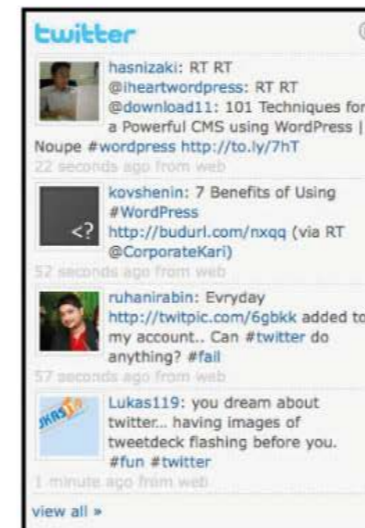 twitter
hasnizaki: RT RT
@iheartwordpress: RT RT
@download11: 101 Techniques for
a Powerful CMS using WordPress |
Noupe #wordpress http://to.ly/7hT
22 seconds ago from web
kovshenin: 7 Benefits of Using
#WordPress
<?
http://budurl.com/nxqq (via RT
@CorporateKari)
52 seconds ago from web
ruhanirabin: Evryday
http://twitpic.com/6gbkk added to
my account.. Can #twitter do
anything? #fail
57 seconds ago from web
Lukas119: you dream about
twitter... having images of
tweetdeck flashing before you.
#fun #twitter
1 minute ago from web
view all »